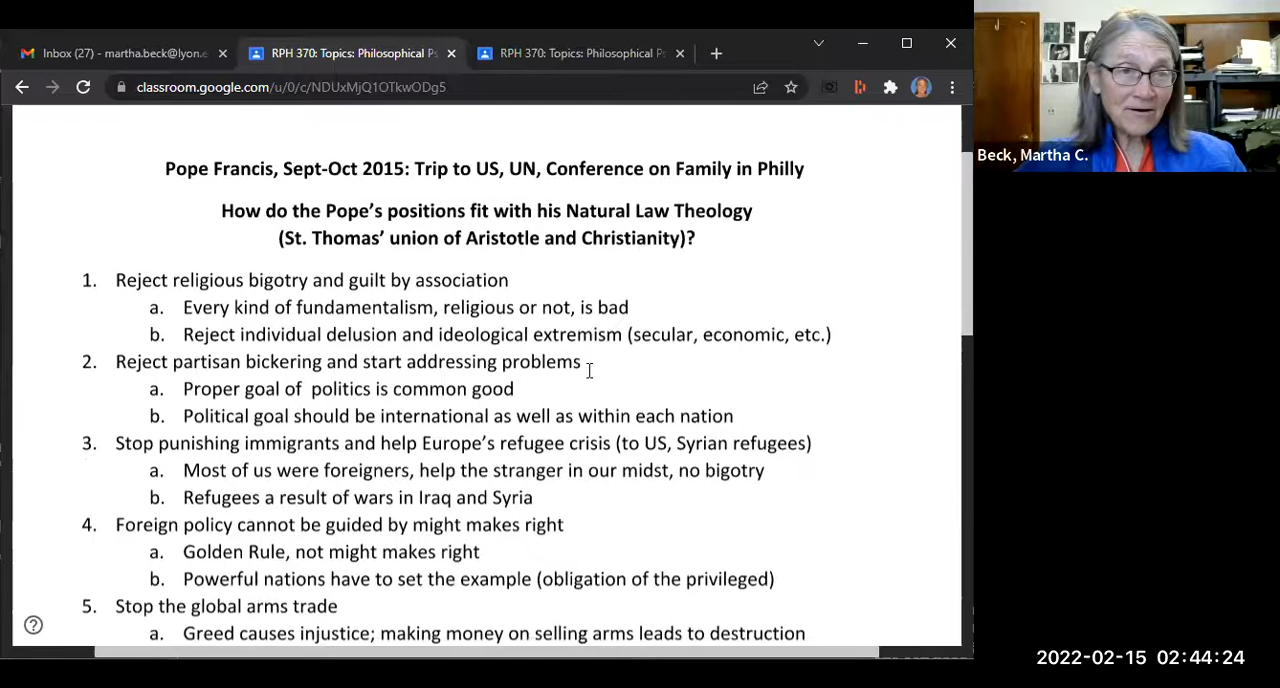 Inbox (27) - martha.beck@lyon.e
RPH 370: Topics: Philosophical Ps
RPH 370: Topics: Philosophical Ps
classroom.google.com/u/0/c/NDUxMjQ1OTkwODg5
Beck, Martha C.
Pope Francis, Sept-Oct 2015: Trip to US, UN, Conference on Family in Philly
How do the Pope's positions fit with his Natural Law Theology
(St. Thomas' union of Aristotle and Christianity)?
1. Reject religious bigotry and guilt by association
a. Every kind of fundamentalism, religious or not, is bad
b. Reject individual delusion and ideological extremism (secular, economic, etc.)
2. Reject partisan bickering and start addressing problems
a. Proper goal of politics is common good
b. Political goal should be international as well as within each nation
3. Stop punishing immigrants and help Europe's refugee crisis (to US, Syrian refugees)
a. Most of us were foreigners, help the stranger in our midst, no bigotry
b. Refugees a result of wars in Iraq and Syria
4. Foreign policy cannot be guided by might makes right
a. Golden Rule, not might makes right
b. Powerful nations have to set the example (obligation of the privileged)
5. Stop the global arms trade
a. Greed causes injustice; making money on selling arms leads to destruction
2022-02-15 02:44:24